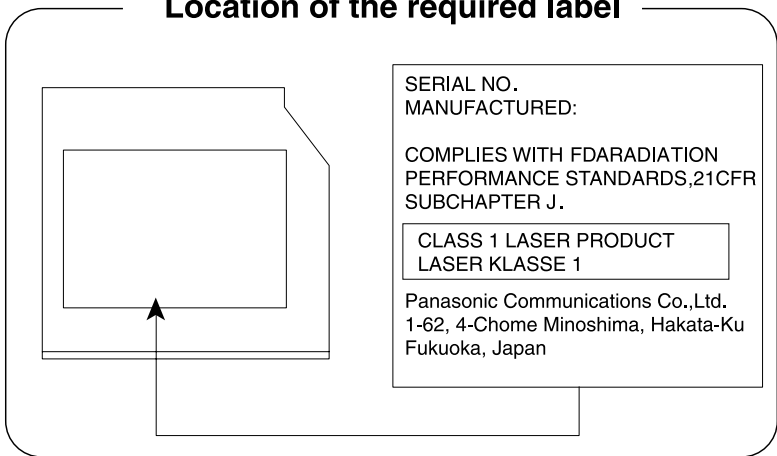 Location of the required label
SERIAL NO.
MANUFACTURED:
COMPLIES WITH FDARADIATION
PERFORMANCE STANDARDS,21CFR
SUBCHAPTER J.
CLASS 1 LASER PRODUCT
LASER KLASSE 1
Panasonic Communications Co.,Ltd.
1-62, 4-Chome Minoshima, Hakata-Ku
Fukuoka, Japan